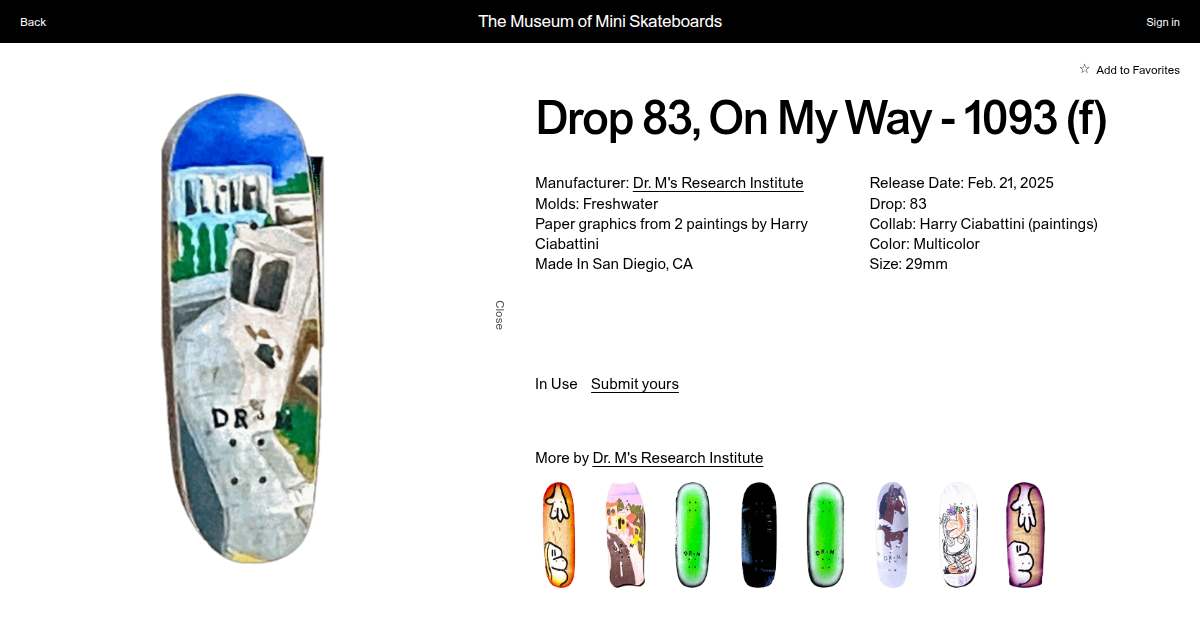 Back
The Museum of Mini Skateboards
Sign in
☆ Add to Favorites
Drop 83, On My Way - 1093 (f)
Manufacturer: Dr. M's Research Institute
Molds: Freshwater
Paper graphics from 2 paintings by Harry
Ciabattini
Made In San Diegio, CA
Release Date: Feb. 21, 2025
Drop: 83
Collab: Harry Ciabattini (paintings)
Color: Multicolor
Size: 29mm
Close
DR M
In Use
Submit yours
More by Dr. M's Research Institute